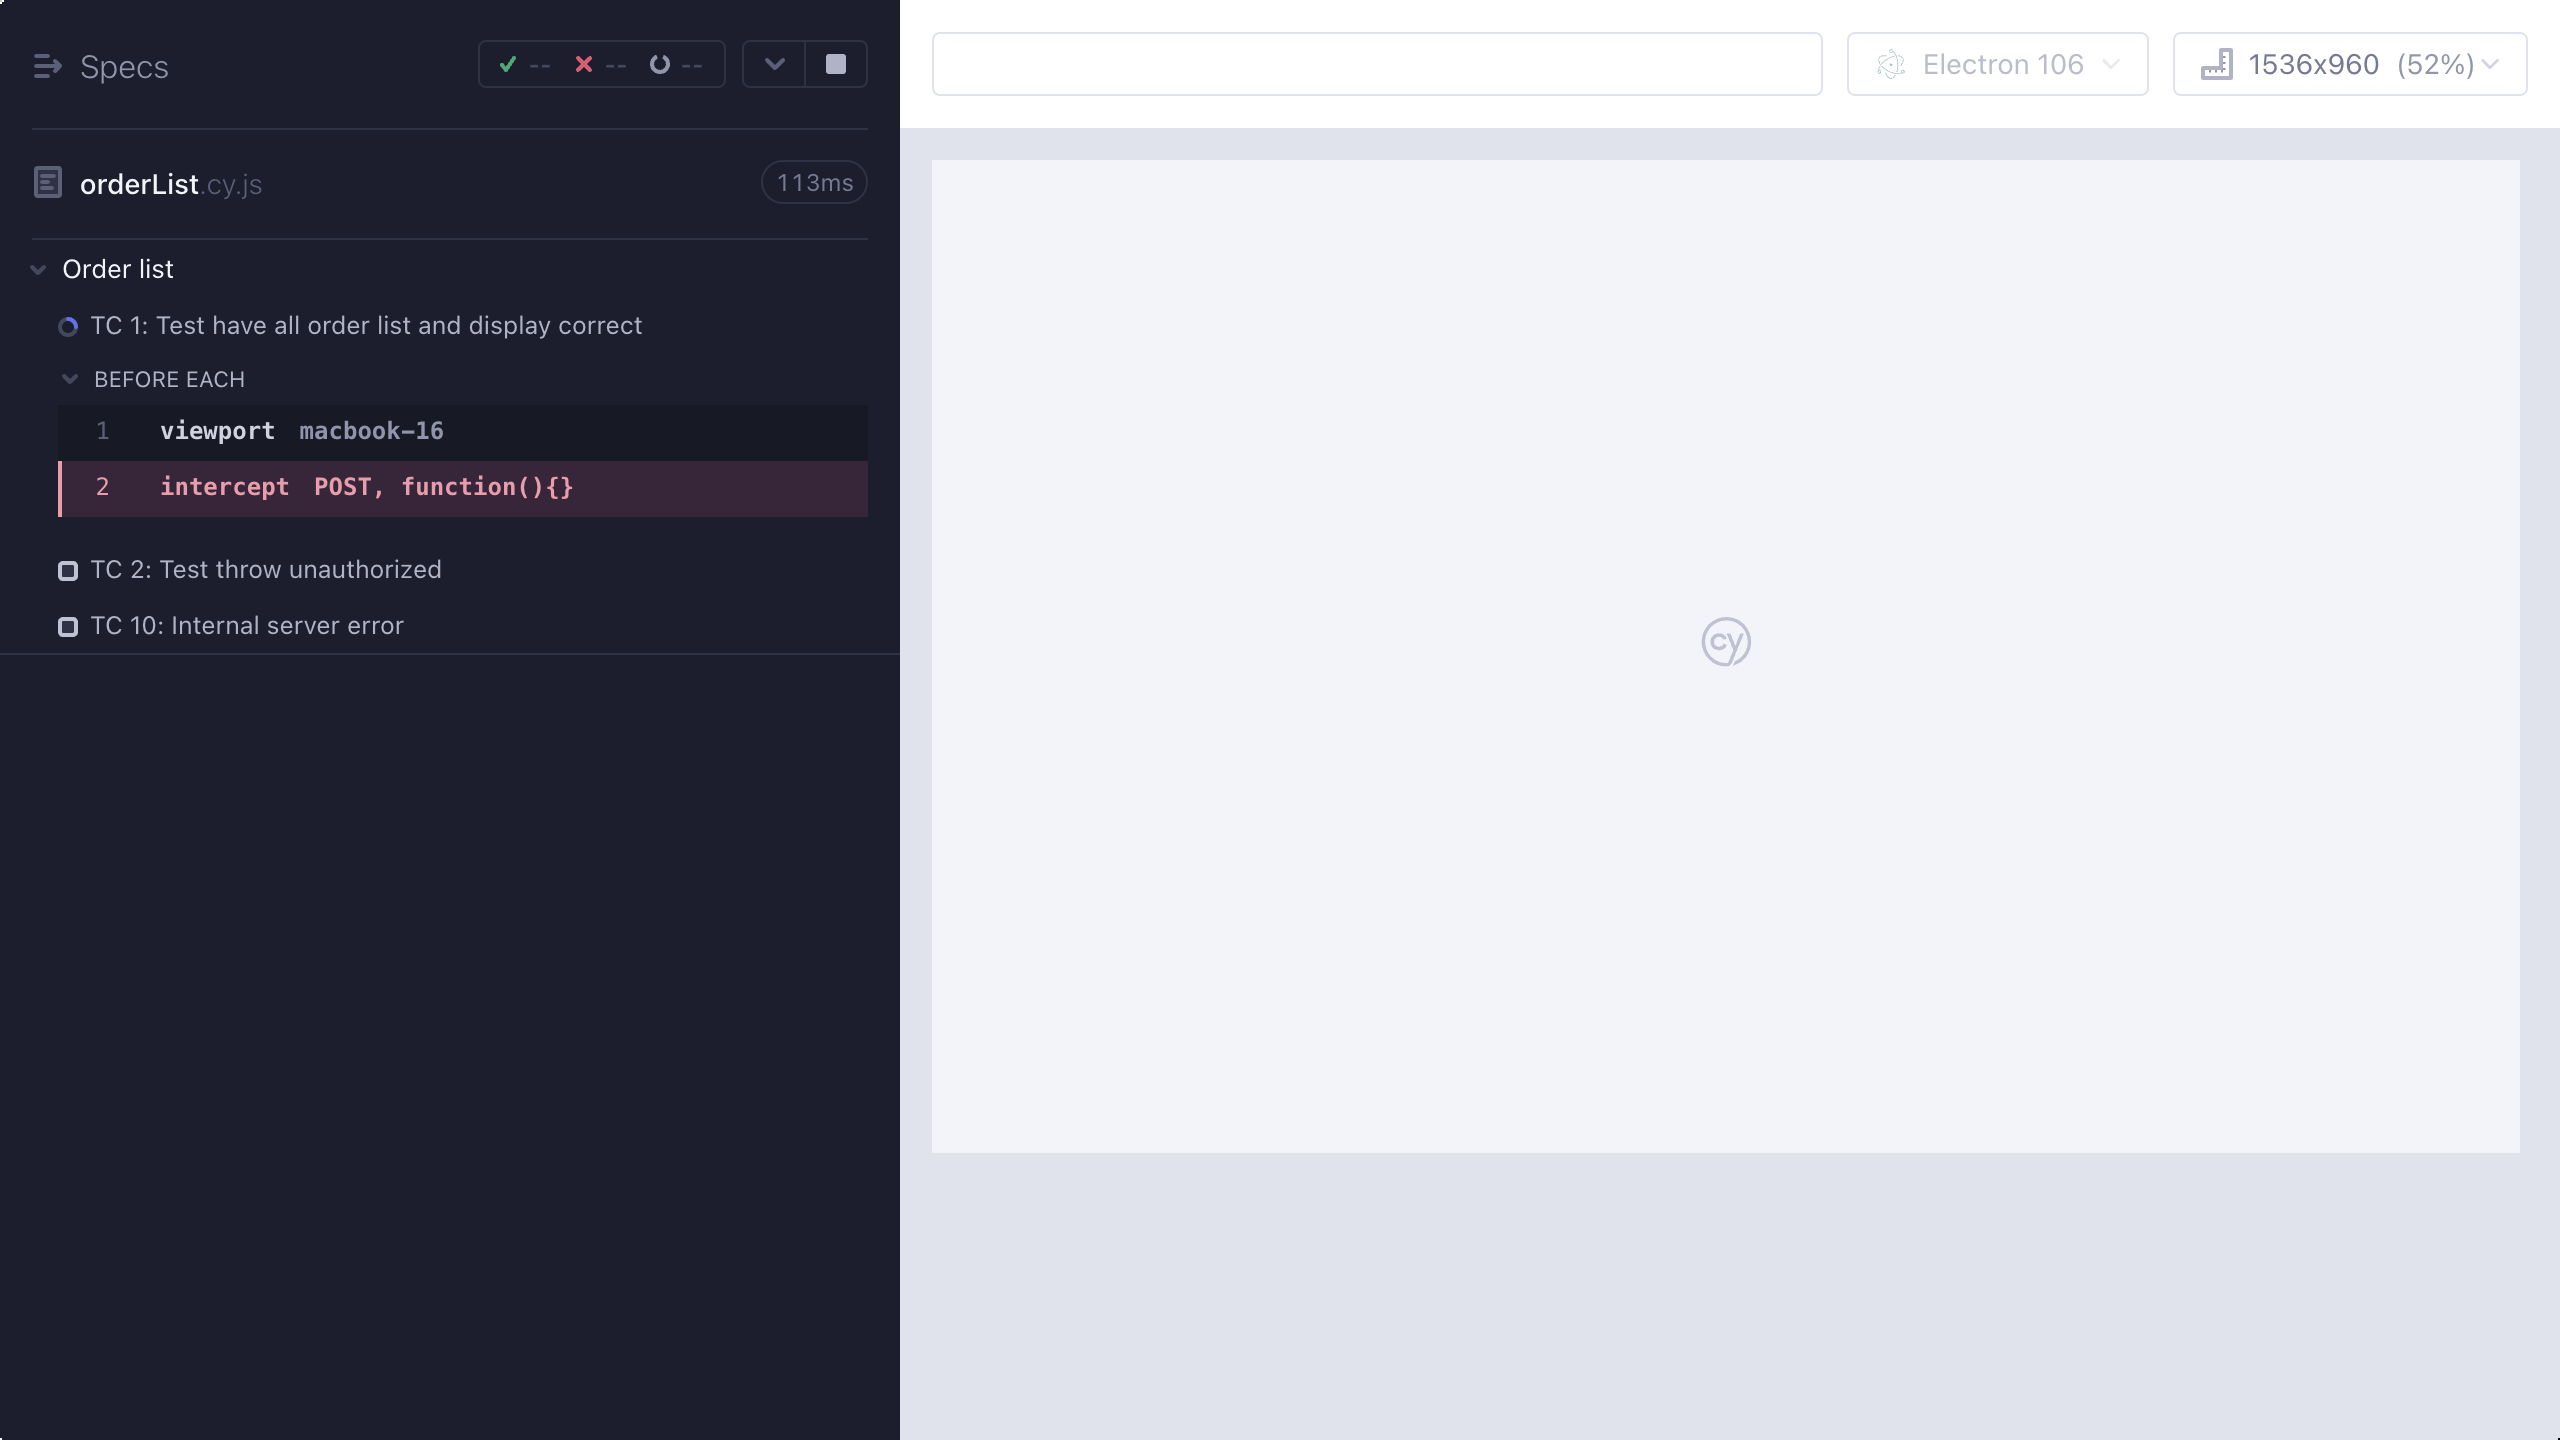 Specs
-- -- --
orderList.cy.js
113ms
Order list
TC 1: Test have all order list and display correct
BEFORE EACH
1 viewport macbook-16
2 intercept POST, function(){}
TC 2: Test throw unauthorized
TC 10: Internal server error
Electron 106
1536x960 (52%)
cy